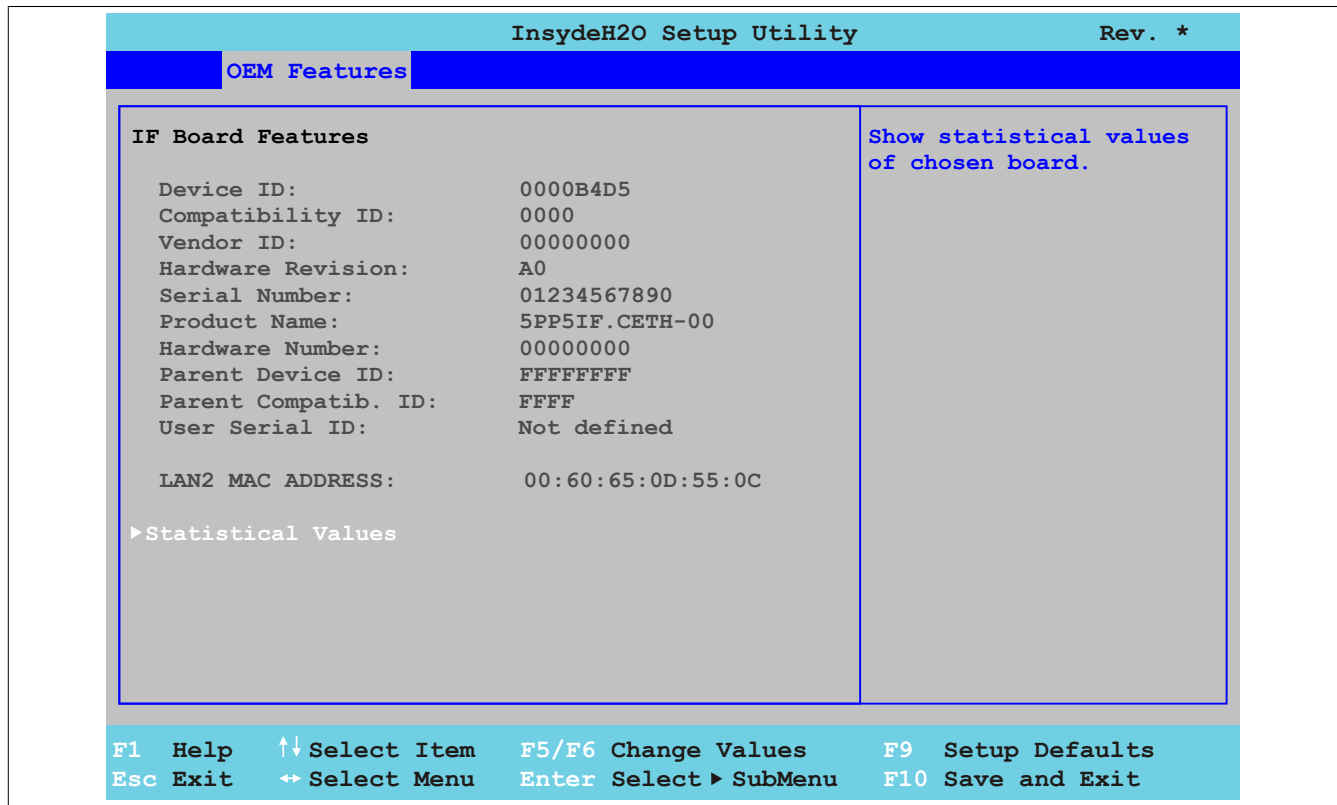 InsydeH2O Setup Utility Rev. *
OEM Features
IF Board Features
Device ID: 0000B4D5
Compatibility ID: 0000
Vendor ID: 00000000
Hardware Revision: A0
Serial Number: 01234567890
Product Name: 5PP5IF.CETH-00
Hardware Number: 00000000
Parent Device ID: FFFFFFFF
Parent Compatib. ID: FFFF
User Serial ID: Not defined
LAN2 MAC ADDRESS: 00:60:65:0D:55:0C
▶Statistical Values
Show statistical values
of chosen board.
F1 Help ↑↓ Select Item F5/F6 Change Values F9 Setup Defaults
Esc Exit ↔ Select Menu Enter Select ▶ SubMenu F10 Save and Exit